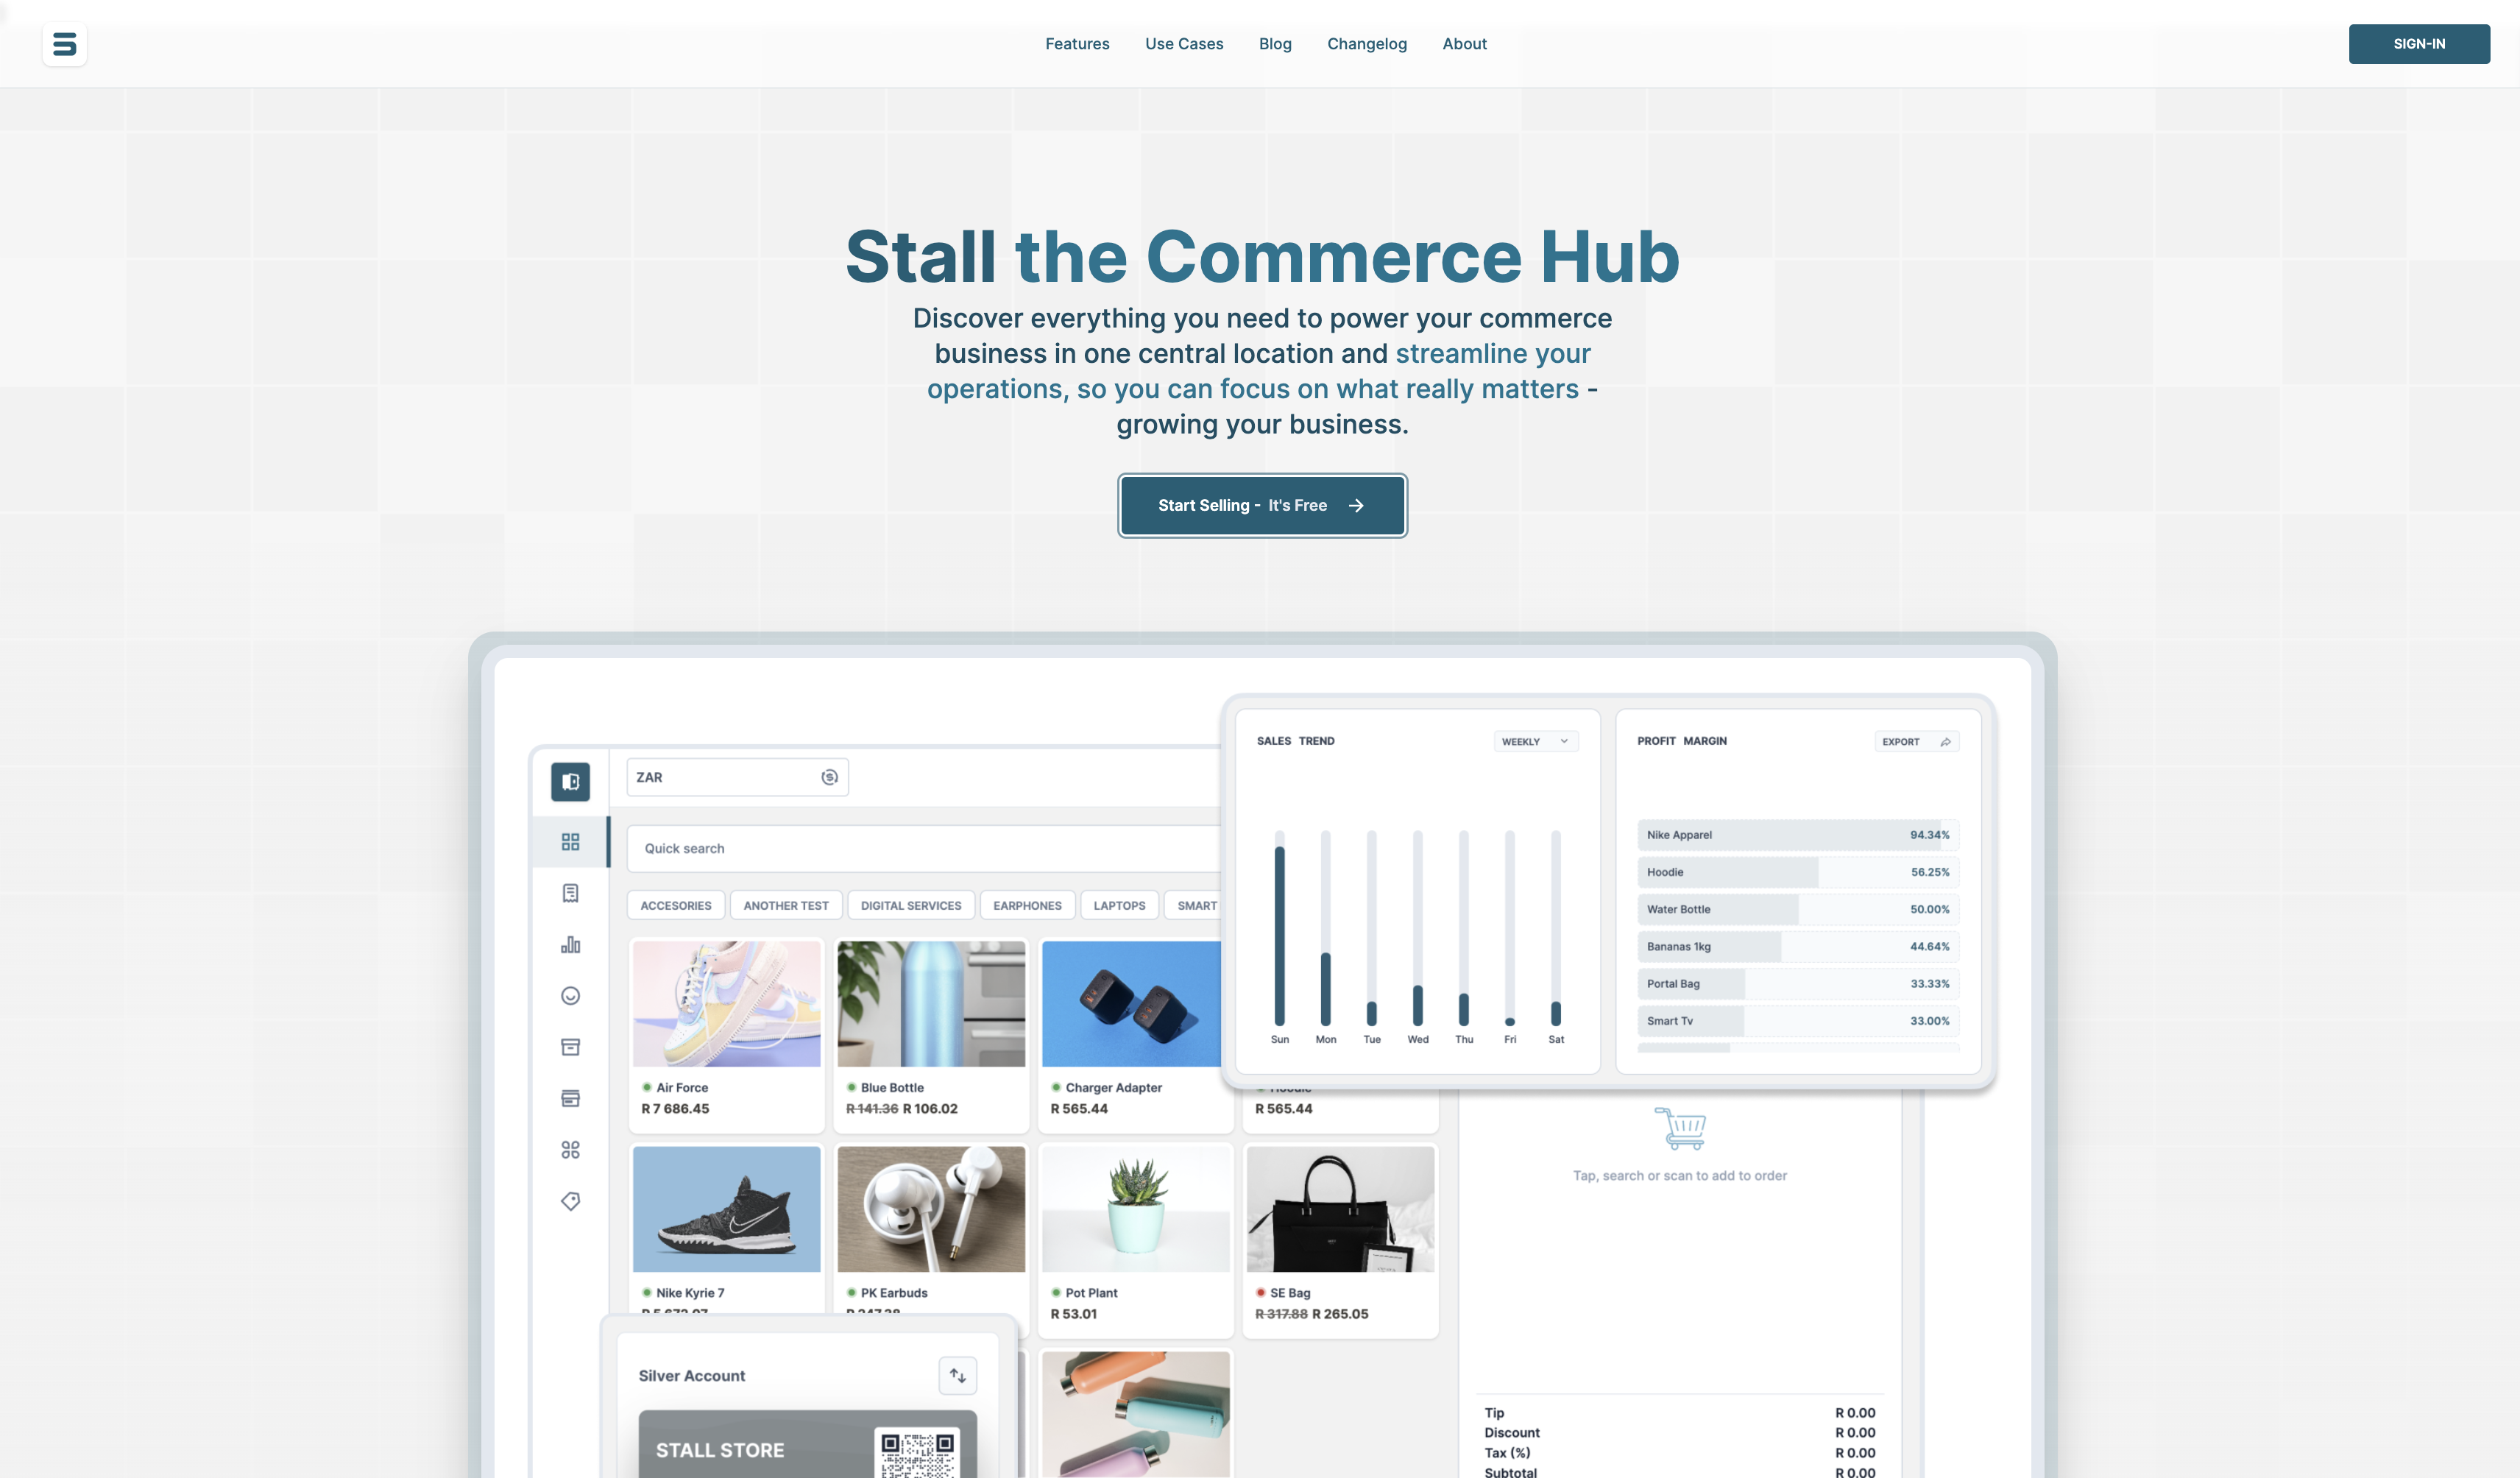 Features
Use Cases
Blog
Changelog
About
SIGN-IN
Stall the Commerce Hub
Discover everything you need to power your commerce
business in one central location and streamline your
operations, so you can focus on what really matters -
growing your business.
Start Selling - It's Free
ZAR
Quick search
ACCESORIES
ANOTHER TEST
DIGITAL SERVICES
EARPHONES
LAPTOPS
SMART
SALES TREND
WEEKLY
Sun Mon Tue Wed Thu Fri Sat
PROFIT MARGIN
EXPORT
Nike Apparel 94.34%
Hoodie 56.25%
Water Bottle 50.00%
Bananas 1kg 44.64%
Portal Bag 33.33%
Smart Tv 33.00%
Air Force
R 7 686.45
Blue Bottle
R 141.36 R 106.02
Charger Adapter
R 565.44
Hoodie
R 565.44
Nike Kyrie 7
R 5 672.07
PK Earbuds
R 247.38
Pot Plant
R 53.01
SE Bag
R 317.88 R 265.05
Tap, search or scan to add to order
Silver Account
STALL STORE
Tip R 0.00
Discount R 0.00
Tax (%) R 0.00
Subtotal R 0.00